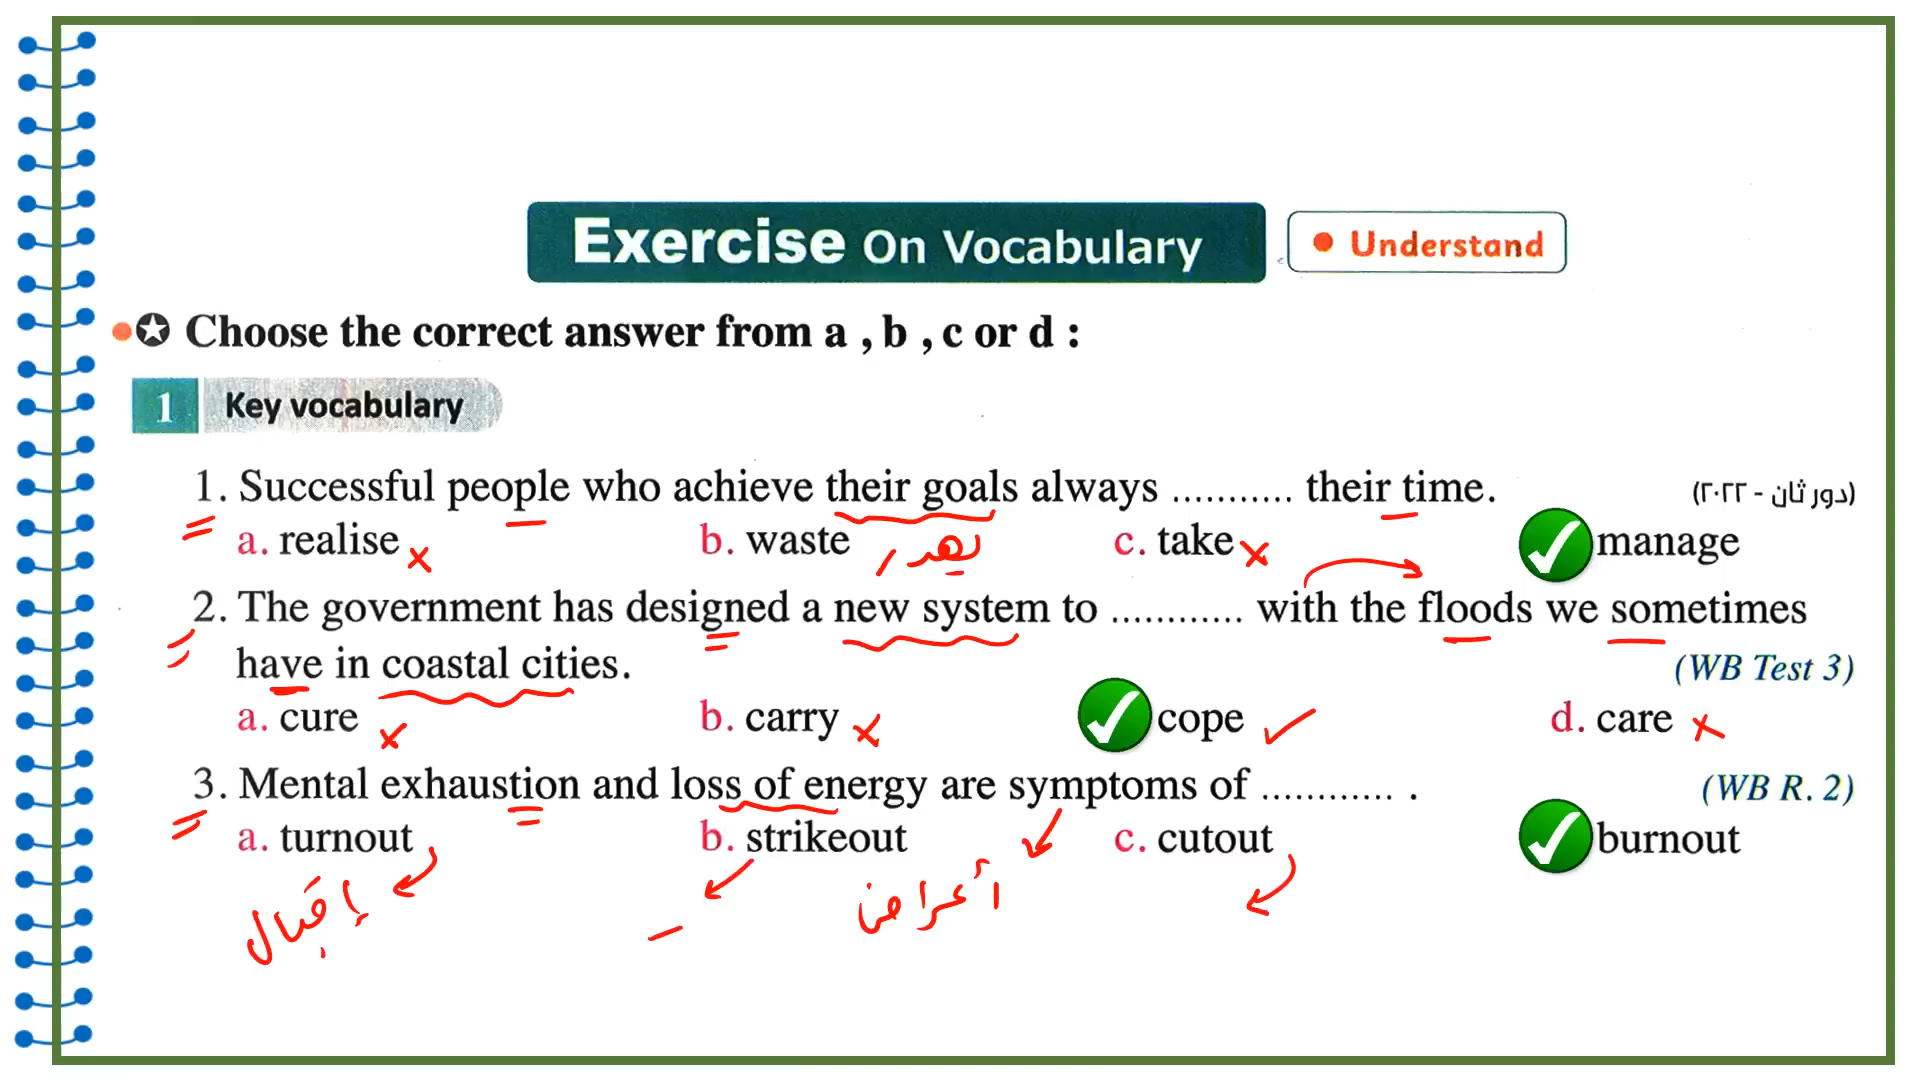 Exercise On Vocabulary
• Understand
Choose the correct answer from a , b , c or d :
1 Key vocabulary
1. Successful people who achieve their goals always ........... their time. (دور ثان - ٢٠٢٢)
a. realise b. waste يهدر c. take manage
2. The government has designed a new system to ............ with the floods we sometimes
have in coastal cities. (WB Test 3)
a. cure b. carry cope d. care
3. Mental exhaustion and loss of energy are symptoms of ............ . (WB R. 2)
a. turnout b. strikeout c. cutout burnout
إقبال أعراض